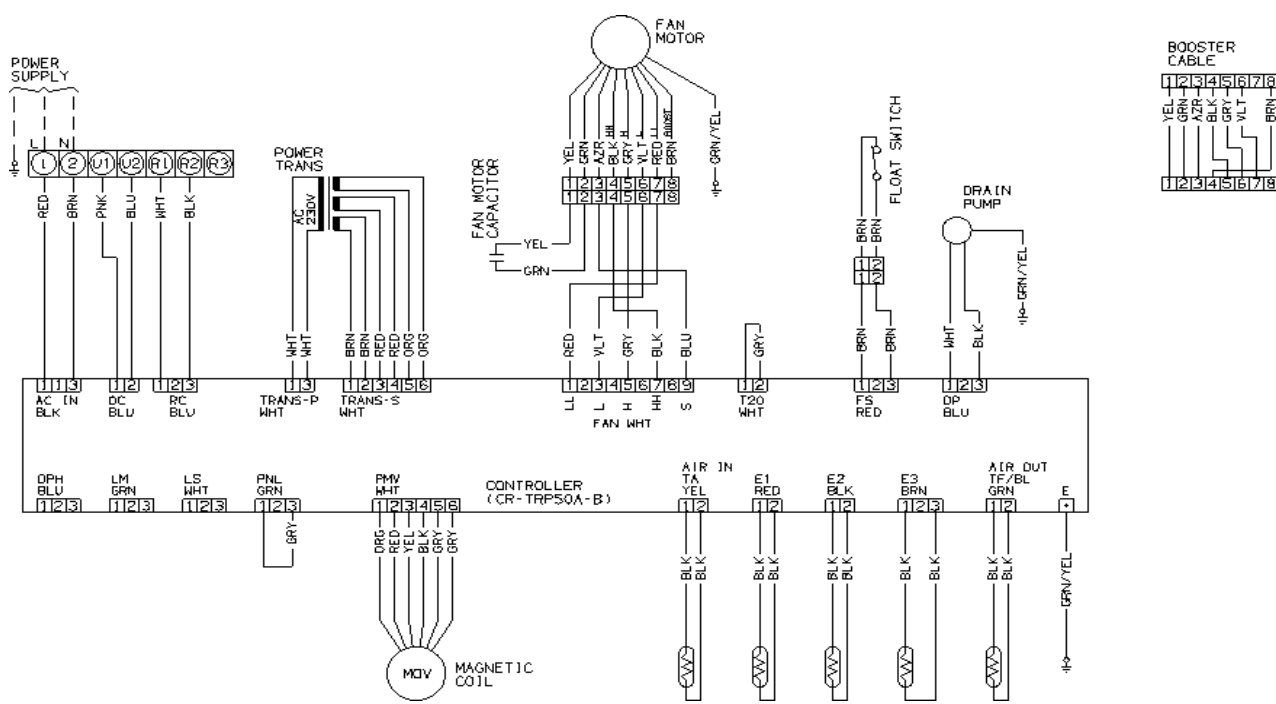 FAN
MOTOR
POWER
SUPPLY
BOOSTER
CABLE
1 2 3 4 5 6 7 8
YEL GRN AZR BLK GRY VLT BRN
1 2 3 4 5 6 7 8
L N
1 2 U1 U2 R1 R2 R3
POWER
TRANS
AC
230V
HH H L LL BOOST
YEL GRN AZR BLK GRY VLT RED BRN
GRN/YEL
1 2 3 4 5 6 7 8
1 2 3 4 5 6 7 8
FAN MOTOR
CAPACITOR
YEL
GRN
FLOAT SWITCH
BRN BRN
1 2
1 2
DRAIN
PUMP
GRN/YEL
RED BRN PNK BLU WHT BLK
WHT WHT
BRN BRN RED RED ORG ORG
RED VLT GRY BLK BLU
GRY
BRN BRN
WHT BLK
1 1 3
1 2
1 2 3
1 3
1 2 3 4 5 6
1 2 3 4 5 6 7 8 9
1 2
1 2 3
1 2 3
AC IN
BLK
DC
BLU
RC
BLU
TRANS-P
WHT
TRANS-S
WHT
LL L H HH S
FAN WHT
T20
WHT
FS
RED
DP
BLU
OPH
BLU
LM
GRN
LS
WHT
PNL
GRN
PMV
WHT
CONTROLLER
(CR-TRP50A-B)
AIR IN
TA
YEL
E1
RED
E2
BLK
E3
BRN
AIR OUT
TF/BL
GRN
E
1 2 3
1 2 3
1 2 3
1 2 3
1 2 3 4 5 6
1 2
1 2
1 2
1 2 3
1 2
GRY
ORG RED YEL BLK GRY GRY
BLK BLK
BLK BLK
BLK BLK
BLK BLK
BLK BLK
GRN/YEL
MOV
MAGNETIC
COIL